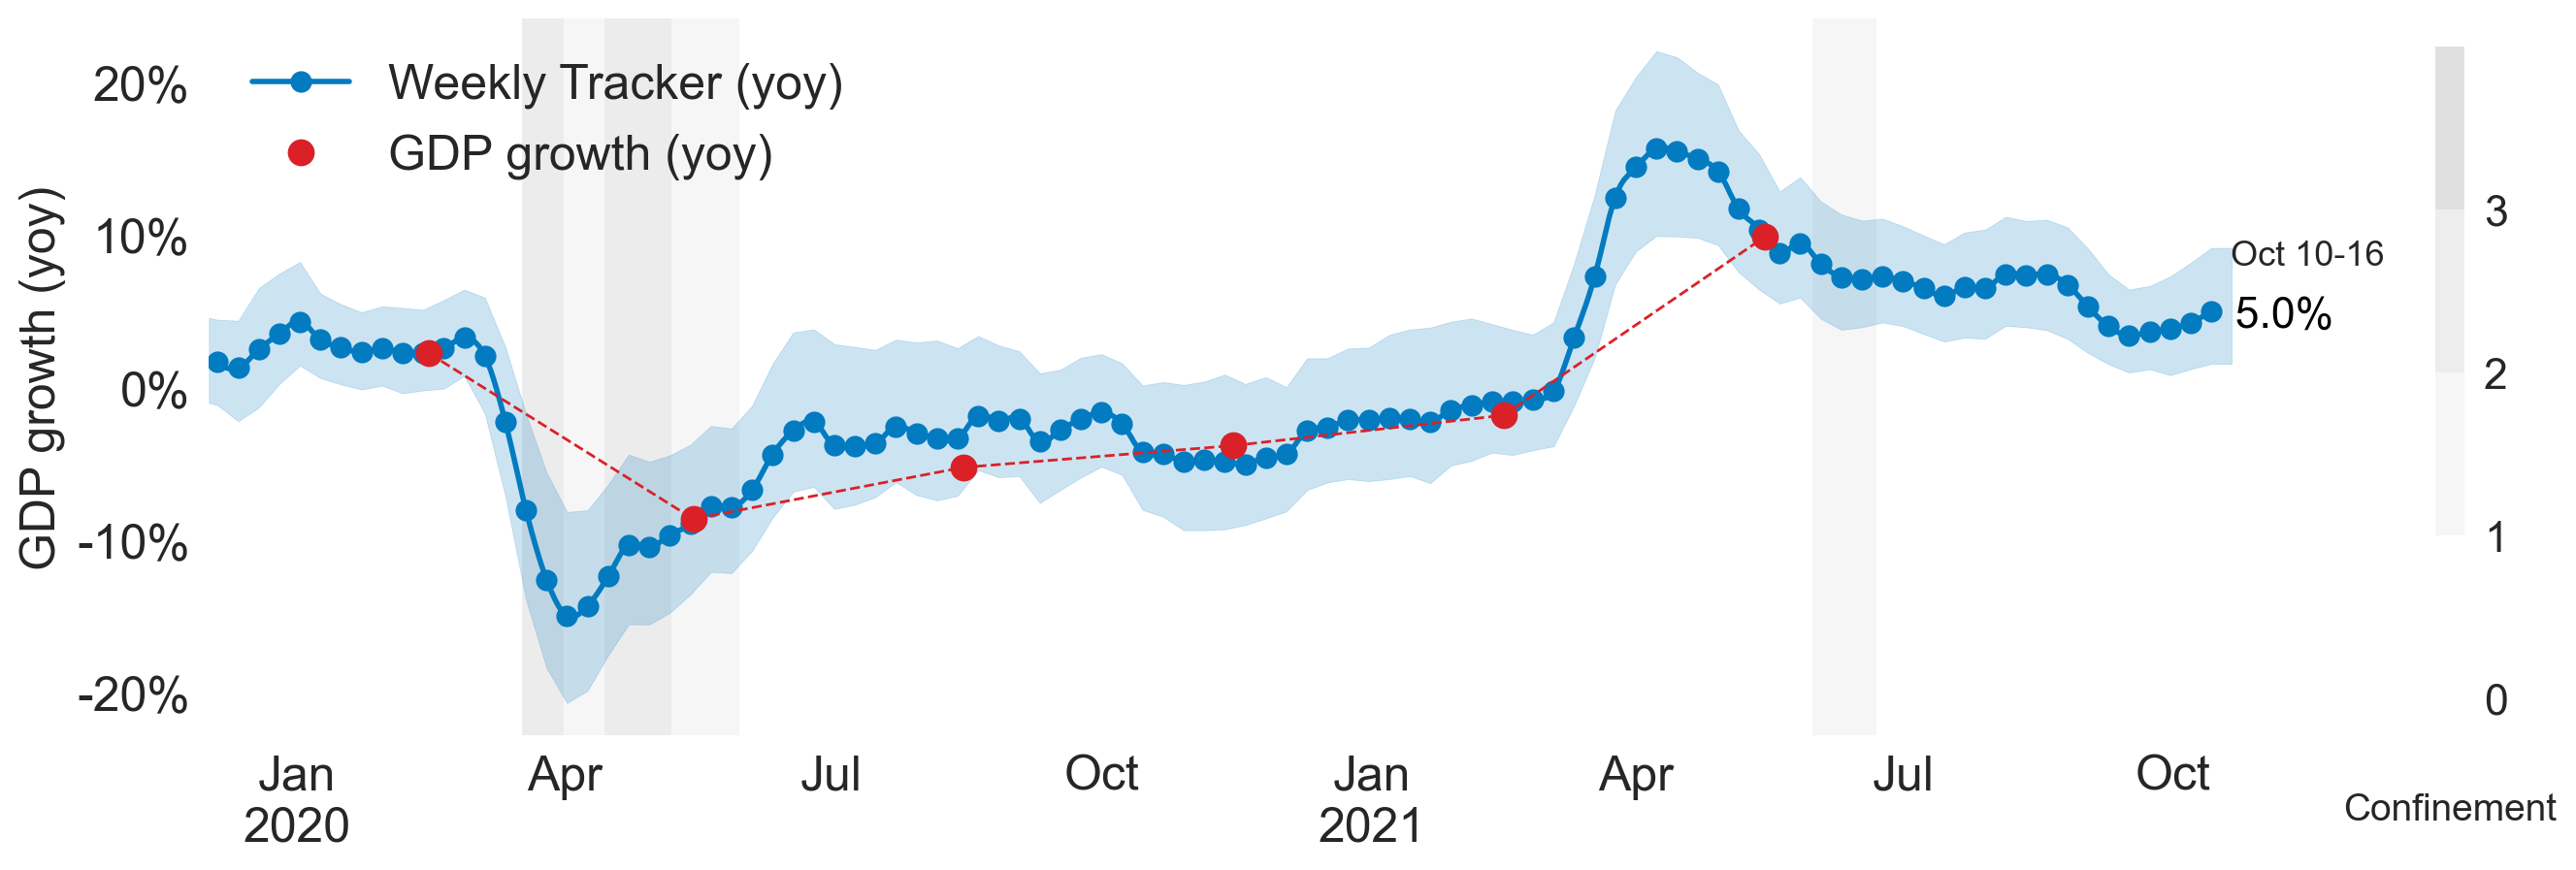 Weekly Tracker (yoy)
GDP growth (yoy)
GDP growth (yoy)
20%
10%
0%
-10%
-20%
Oct 10-16
5.0%
3
2
1
0
Jan Apr Jul Oct Jan Apr Jul Oct
2020 2021
Confinement